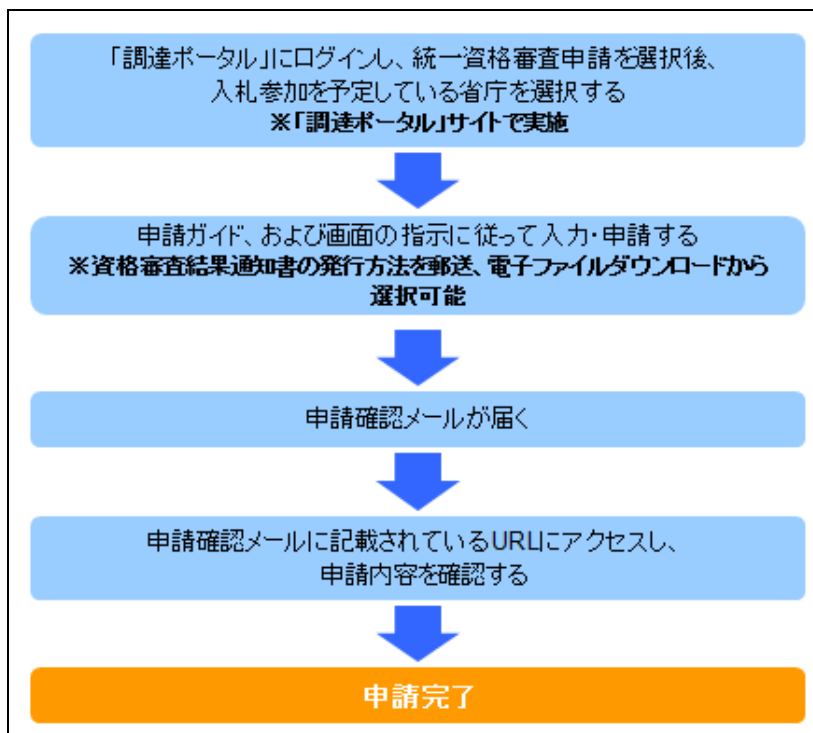 「調達ポータル」にログインし、統一資格審査申請を選択後、
入札参加を予定している省庁を選択する
※「調達ポータル」サイトで実施
申請ガイド、および画面の指示に従って入力・申請する
※資格審査結果通知書の発行方法を郵送、電子ファイルダウンロードから
選択可能
申請確認メールが届く
申請確認メールに記載されているURLにアクセスし、
申請内容を確認する
申請完了